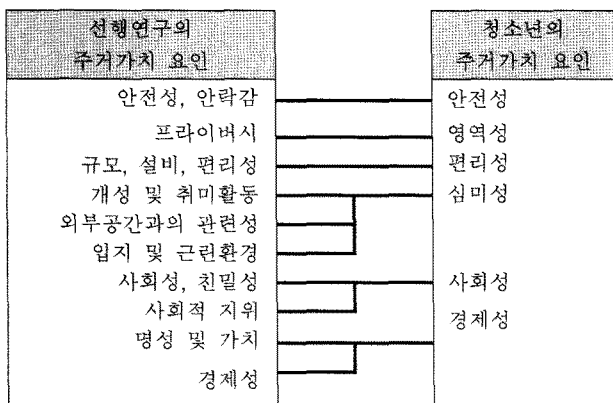 선행연구의
주거가치 요인
안전성, 안락감
프라이버시
규모, 설비, 편리성
개성 및 취미활동
외부공간과의 관련성
입지 및 근린환경
사회성, 친밀성
사회적 지위
명성 및 가치
경제성
청소년의
주거가치 요인
안전성
영역성
편리성
심미성
사회성
경제성